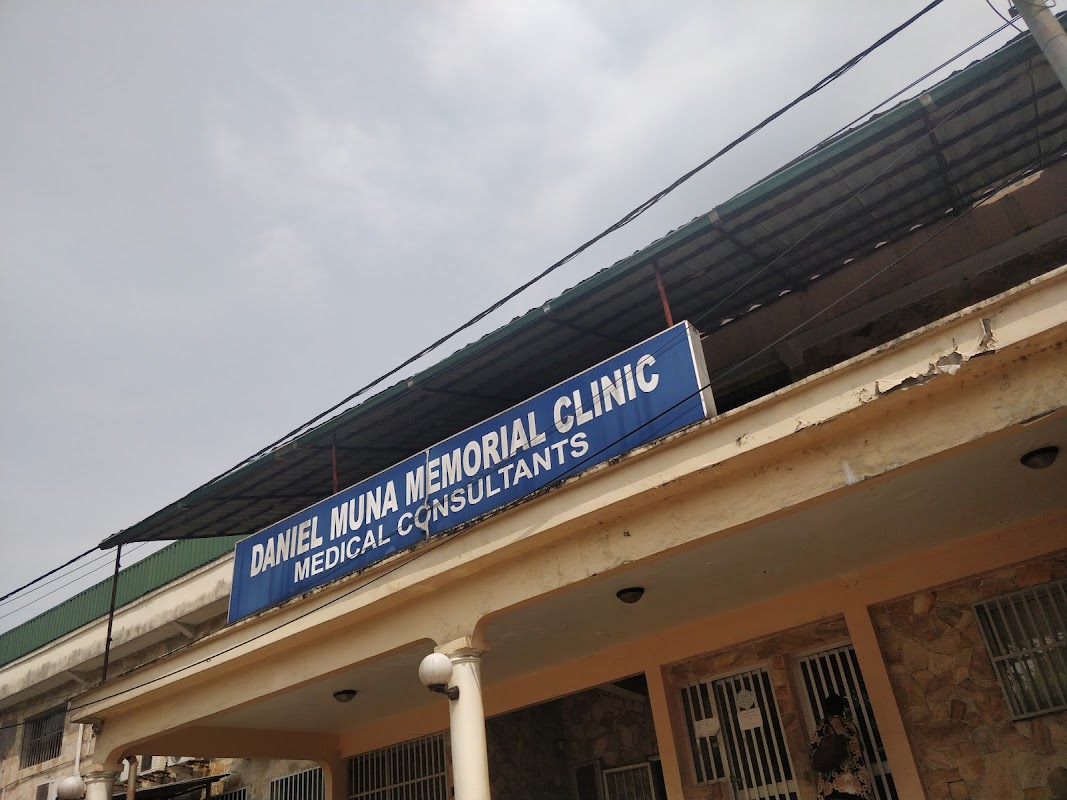 DANIEL MUNA MEMORIAL CLINIC
MEDICAL CONSULTANTS